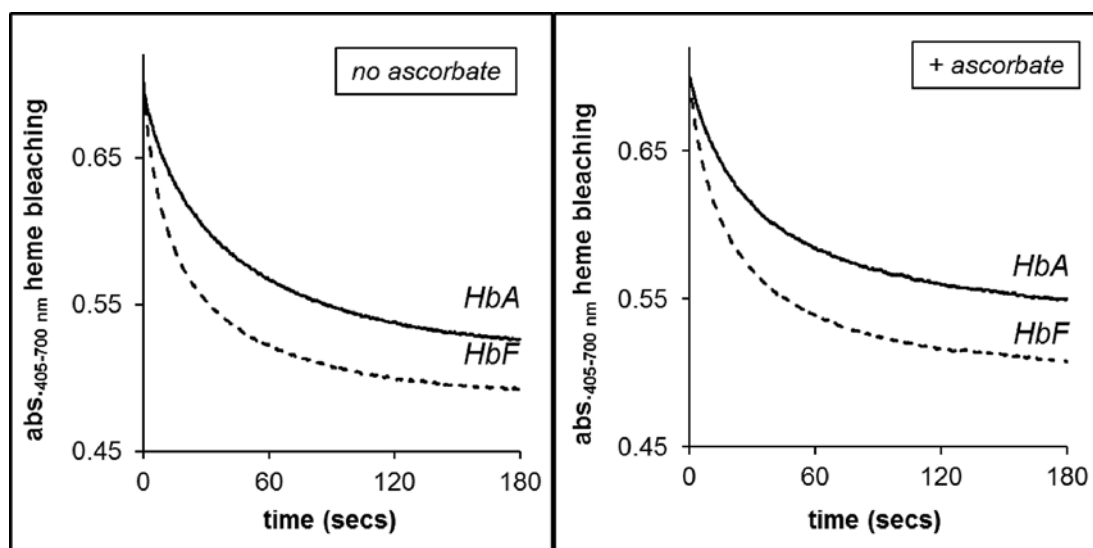 no ascorbate
abs.405-700 nm heme bleaching
0.65
0.55
0.45
HbA
HbF
0 60 120 180
time (secs)
+ ascorbate
abs.405-700 nm heme bleaching
0.65
0.55
0.45
HbA
HbF
0 60 120 180
time (secs)